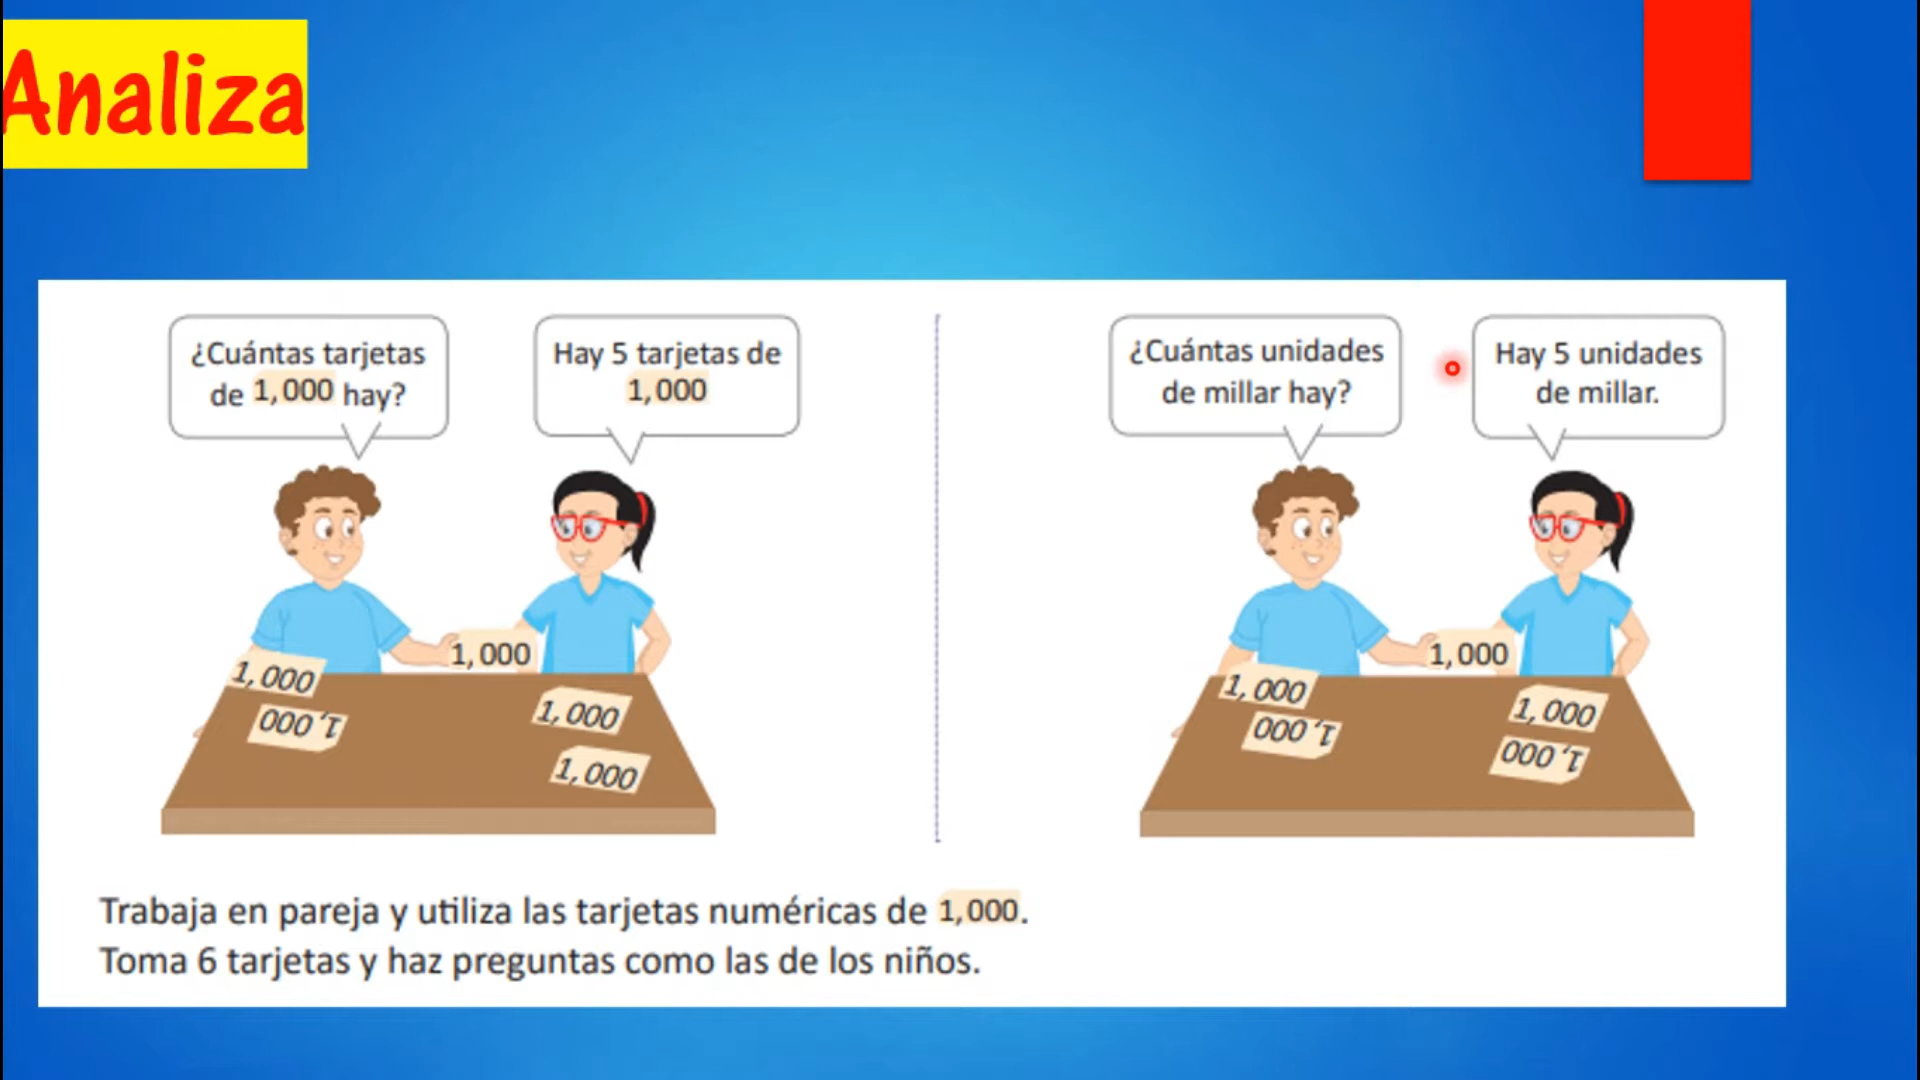 Analiza
¿Cuántas tarjetas
de 1,000 hay?
Hay 5 tarjetas de
1,000
¿Cuántas unidades
de millar hay?
Hay 5 unidades
de millar.
1,000
1,000
1,000
1,000
1,000
1,000
1,000
1,000
1,000
1,000
Trabaja en pareja y utiliza las tarjetas numéricas de 1,000.
Toma 6 tarjetas y haz preguntas como las de los niños.